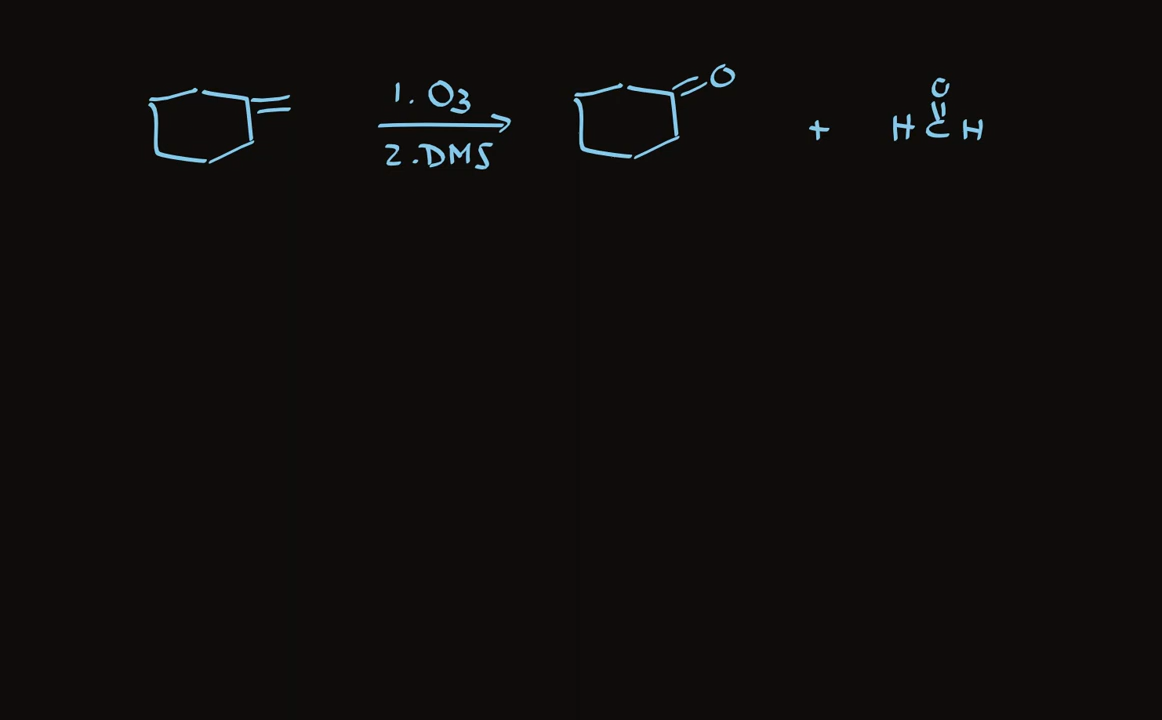 1. O3
2. DMS
O
+
O
H C H